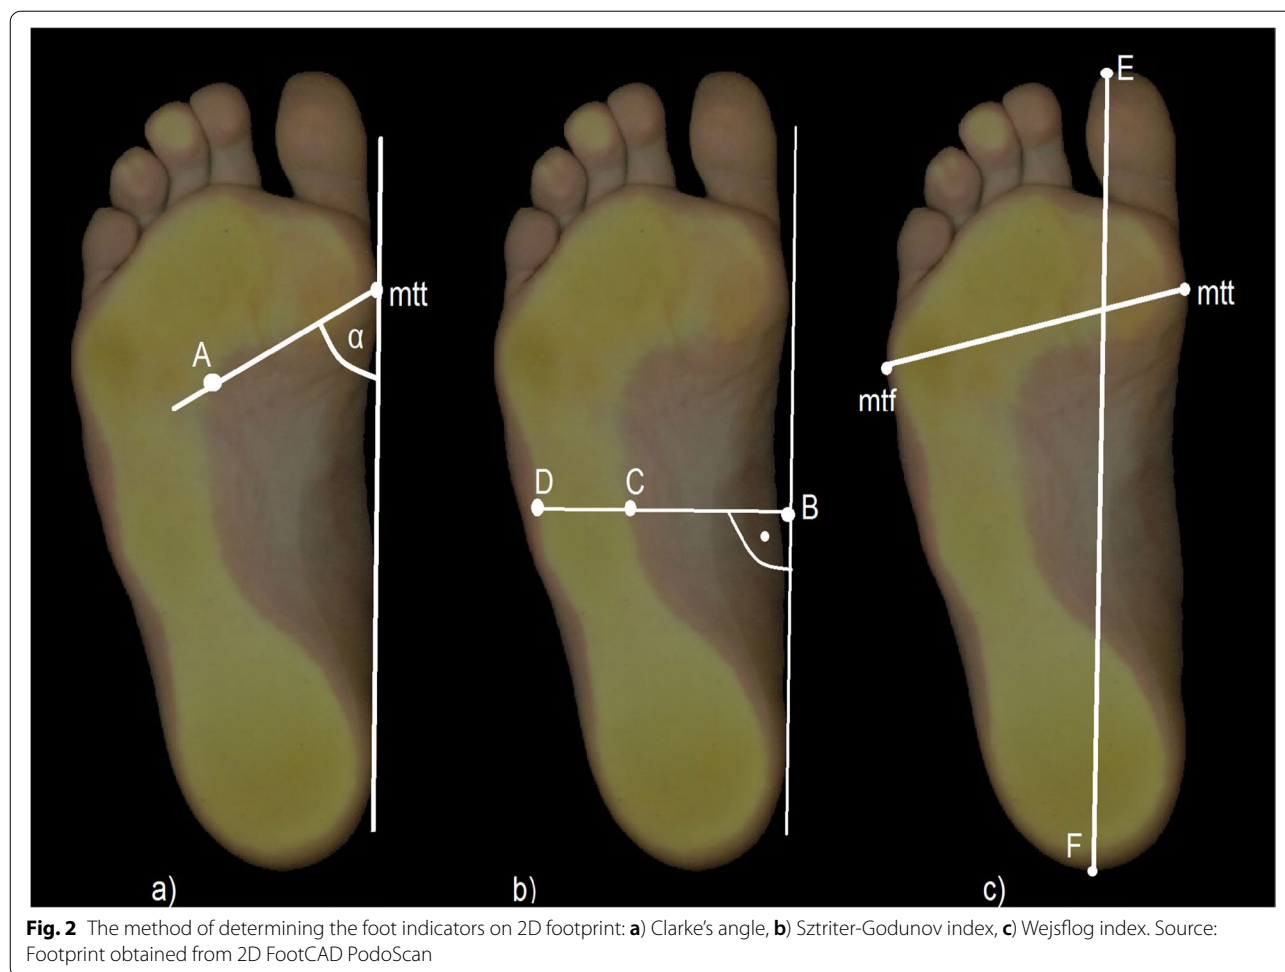 E
mtt
α
A
mtt
mtf
D
C
B
F
a)
b)
c)
Fig. 2 The method of determining the foot indicators on 2D footprint: a) Clarke's angle, b) Sztriter-Godunov index, c) Wejsflog index. Source:
Footprint obtained from 2D FootCAD PodoScan